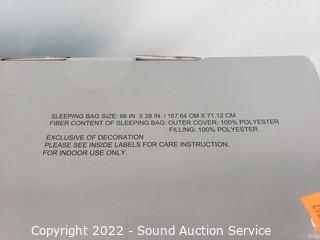 SLEEPING BAG SIZE: 66 IN. X 28 IN. / 167.64 CM X 71.12 CM
FIBER CONTENT OF SLEEPING BAG: OUTER COVER: 100% POLYESTER
FILLING: 100% POLYESTER
EXCLUSIVE OF DECORATION
PLEASE SEE INSIDE LABELS FOR CARE INSTRUCTION.
FOR INDOOR USE ONLY.
Copyright © 2022 - Sound Auction Service